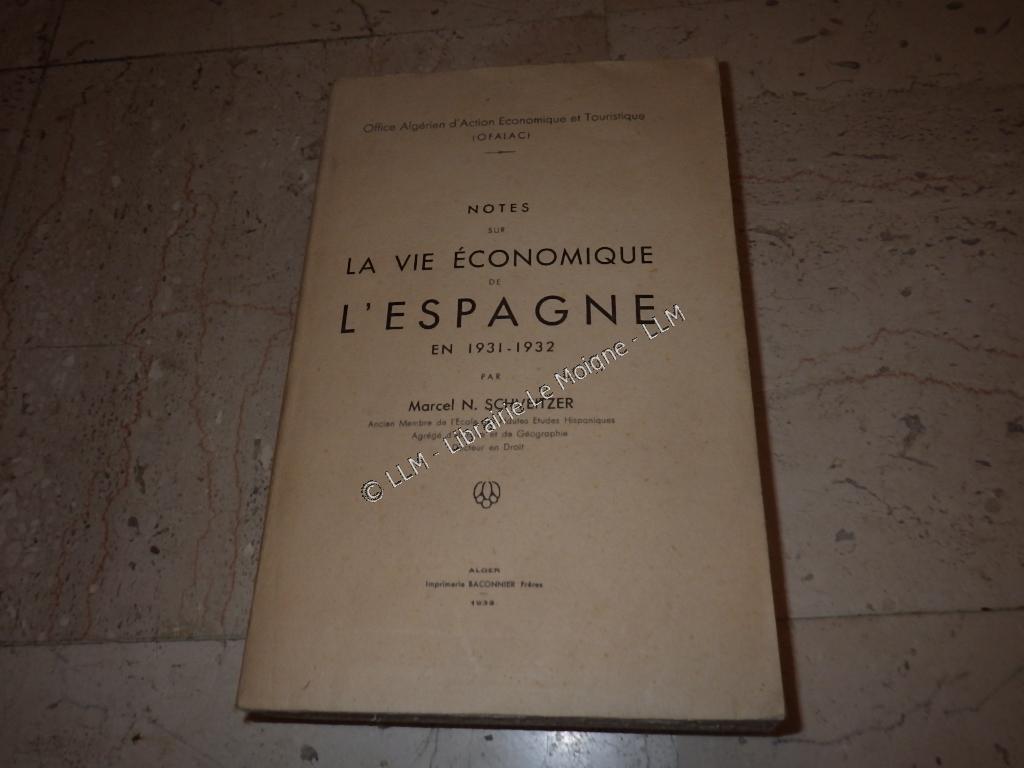 Office Algérien d'Action Economique et Touristique
(OFALAC)
NOTES
SUR
LA VIE ÉCONOMIQUE
DE
L'ESPAGNE
EN 1931-1932
PAR
Marcel N. SCHVEITZER
Ancien Membre de l'Ecole Hautes Etudes Hispaniques
Agrégé et de Géographie
Docteur en Droit
ALGER
Imprimerie BACONNIER Frères
© LLM - Librairie Le Moigne - LLM